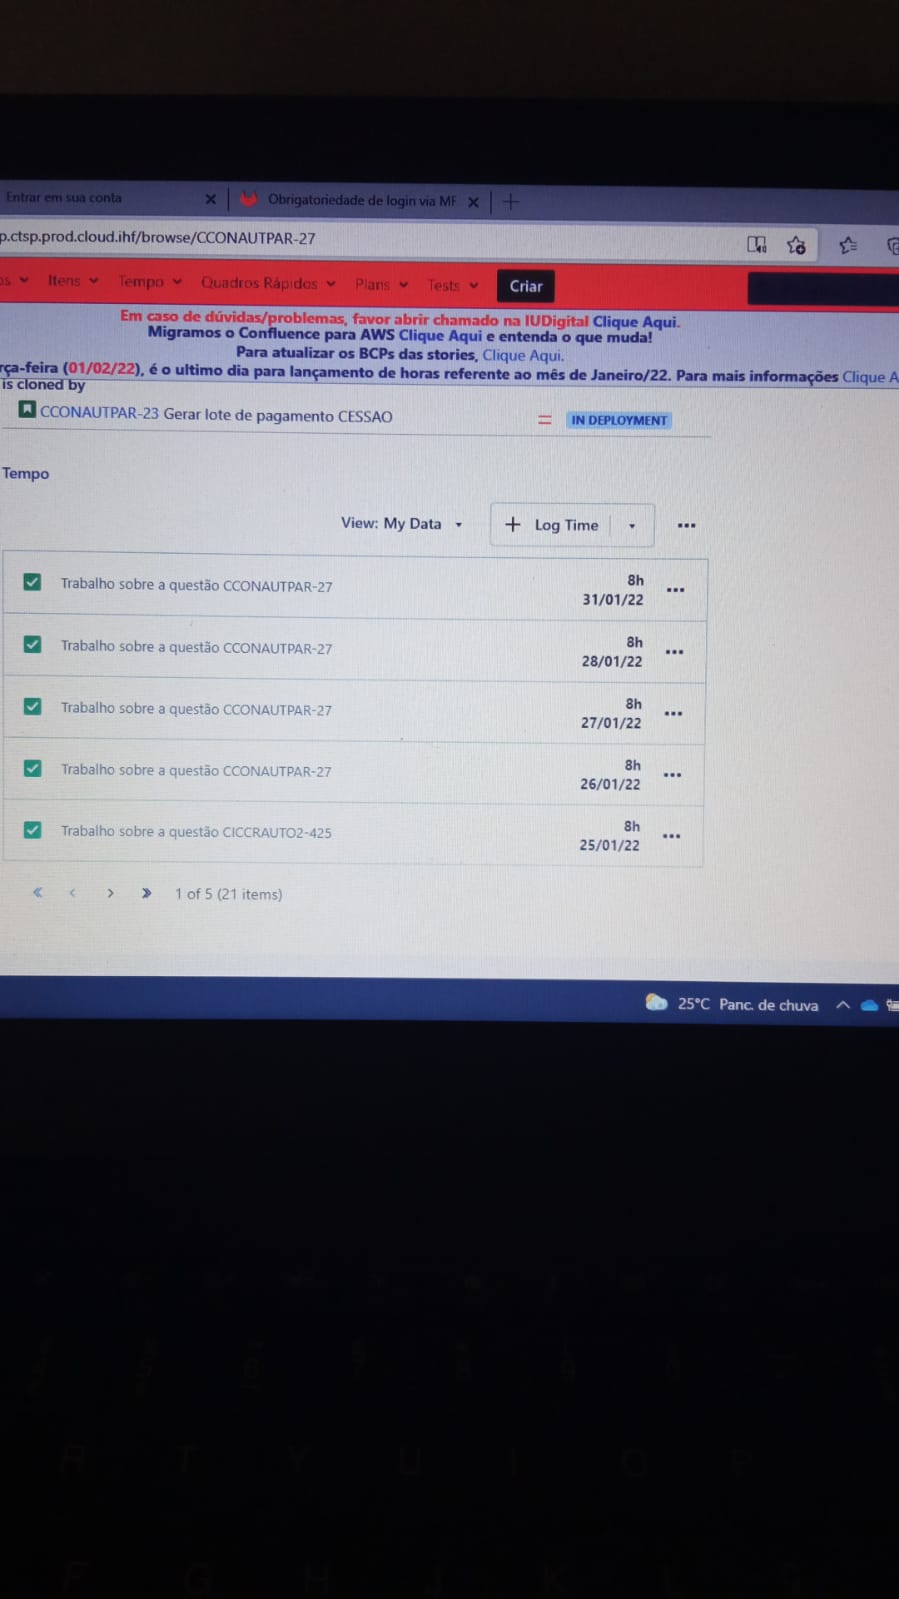 Entrar em sua conta
Obrigatoriedade de login via MF
p.ctsp.prod.cloud.ihf/browse/CCONAUTPAR-27
Itens Tempo Quadros Rápidos Plans Tests Criar
Em caso de dúvidas/problemas, favor abrir chamado na IUDigital Clique Aqui.
Migramos o Confluence para AWS Clique Aqui e entenda o que muda!
Para atualizar os BCPs das stories, Clique Aqui.
rça-feira (01/02/22), é o ultimo dia para lançamento de horas referente ao mês de Janeiro/22. Para mais informações Clique A
is cloned by
CCONAUTPAR-23 Gerar lote de pagamento CESSAO IN DEPLOYMENT
Tempo
View: My Data + Log Time ...
Trabalho sobre a questão CCONAUTPAR-27 8h
31/01/22
Trabalho sobre a questão CCONAUTPAR-27 8h
28/01/22
Trabalho sobre a questão CCONAUTPAR-27 8h
27/01/22
Trabalho sobre a questão CCONAUTPAR-27 8h
26/01/22
Trabalho sobre a questão CICCRAUTO2-425 8h
25/01/22
1 of 5 (21 items)
25°C Panc. de chuva
R T Y U I O P
F G H J K L